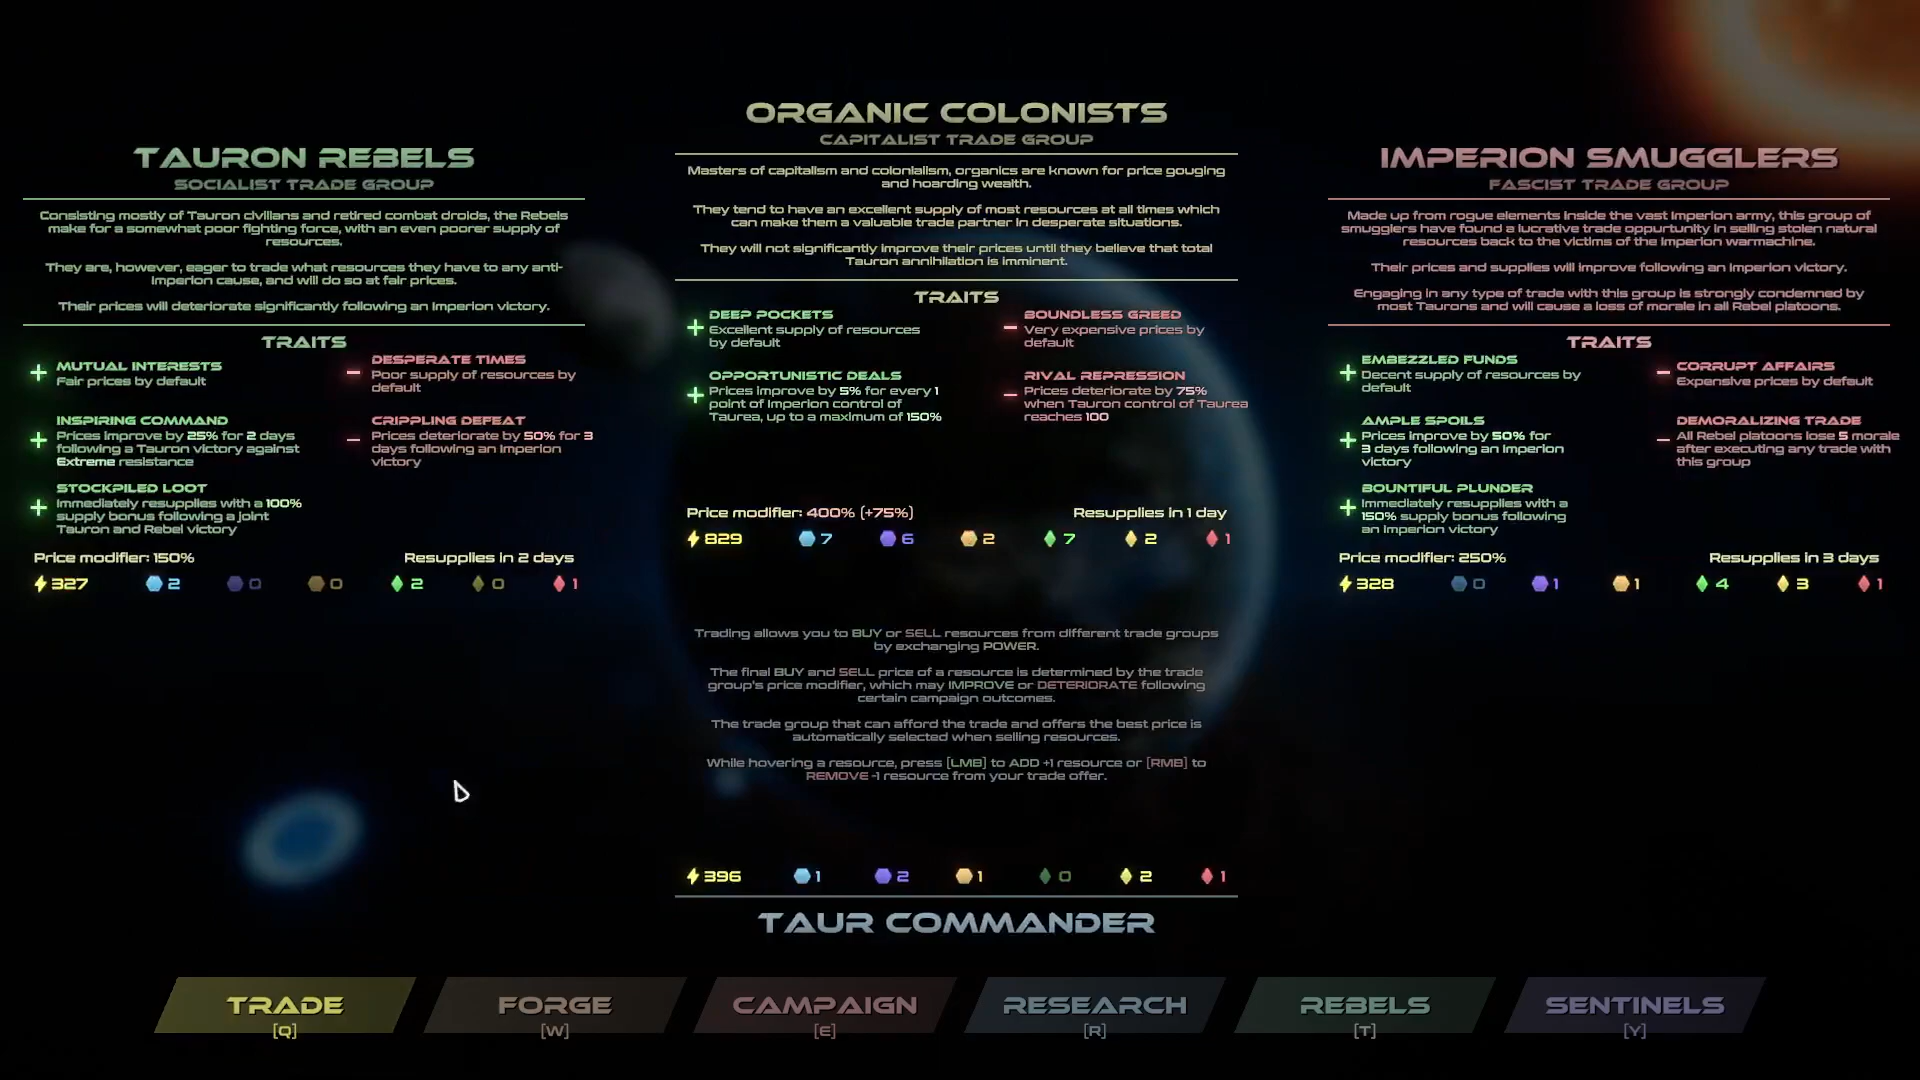 TAURON REBELS
SOCIALIST TRADE GROUP
Consisting mostly of Tauron civilians and retired combat droids, the Rebels
make for a somewhat poor fighting force, with an even poorer supply of
resources.
They are, however, eager to trade what resources they have to any anti-
Imperion cause, and will do so at fair prices.
Their prices will deteriorate significantly following an Imperion victory.
TRAITS
+ MUTUAL INTERESTS
Fair prices by default
+ INSPIRING COMMAND
Prices improve by 25% for 2 days
following a Tauron victory against
Extreme resistance
+ STOCKPILED LOOT
Immediately resupplies with a 100%
supply bonus following a joint
Tauron and Rebel victory
- DESPERATE TIMES
Poor supply of resources by
default
- CRIPPLING DEFEAT
Prices deteriorate by 50% for 3
days following an Imperion
victory
Price modifier: 150% Resupplies in 2 days
327 2 0 0 2 0 1
ORGANIC COLONISTS
CAPITALIST TRADE GROUP
Masters of capitalism and colonialism, organics are known for price gouging
and hoarding wealth.
They tend to have an excellent supply of most resources at all times which
can make them a valuable trade partner in desperate situations.
They will not significantly improve their prices until they believe that total
Tauron annihilation is imminent.
TRAITS
+ DEEP POCKETS
Excellent supply of resources
by default
+ OPPORTUNISTIC DEALS
Prices improve by 5% for every 1
point of Imperion control of
Taurea, up to a maximum of 150%
- BOUNDLESS GREED
Very expensive prices by
default
- RIVAL REPRESSION
Prices deteriorate by 75%
when Tauron control of Taurea
reaches 100
Price modifier: 400% (+75%) Resupplies in 1 day
829 7 6 2 7 2 1
IMPERION SMUGGLERS
FASCIST TRADE GROUP
Made up from rogue elements inside the vast Imperion army, this group of
smugglers have found a lucrative trade oppurtunity in selling stolen natural
resources back to the victims of the Imperion warmachine.
Their prices and supplies will improve following an Imperion victory.
Engaging in any type of trade with this group is strongly condemned by
most Taurons and will cause a loss of morale in all Rebel platoons.
TRAITS
+ EMBEZZLED FUNDS
Decent supply of resources by
default
+ AMPLE SPOILS
Prices improve by 50% for
3 days following an Imperion
victory
+ BOUNTIFUL PLUNDER
Immediately resupplies with a
150% supply bonus following
an Imperion victory
- CORRUPT AFFAIRS
Expensive prices by default
- DEMORALIZING TRADE
All Rebel platoons lose 5 morale
after executing any trade with
this group
Price modifier: 250% Resupplies in 3 days
328 0 1 1 4 3 1
Trading allows you to BUY or SELL resources from different trade groups
by exchanging POWER.
The final BUY and SELL price of a resource is determined by the trade
group's price modifier, which may IMPROVE or DETERIORATE following
certain campaign outcomes.
The trade group that can afford the trade and offers the best price is
automatically selected when selling resources.
While hovering a resource, press [LMB] to ADD +1 resource or [RMB] to
REMOVE -1 resource from your trade offer.
396 1 2 1 0 2 1
TAUR COMMANDER
TRADE
[Q]
FORGE
[W]
CAMPAIGN
[E]
RESEARCH
[R]
REBELS
[T]
SENTINELS
[Y]